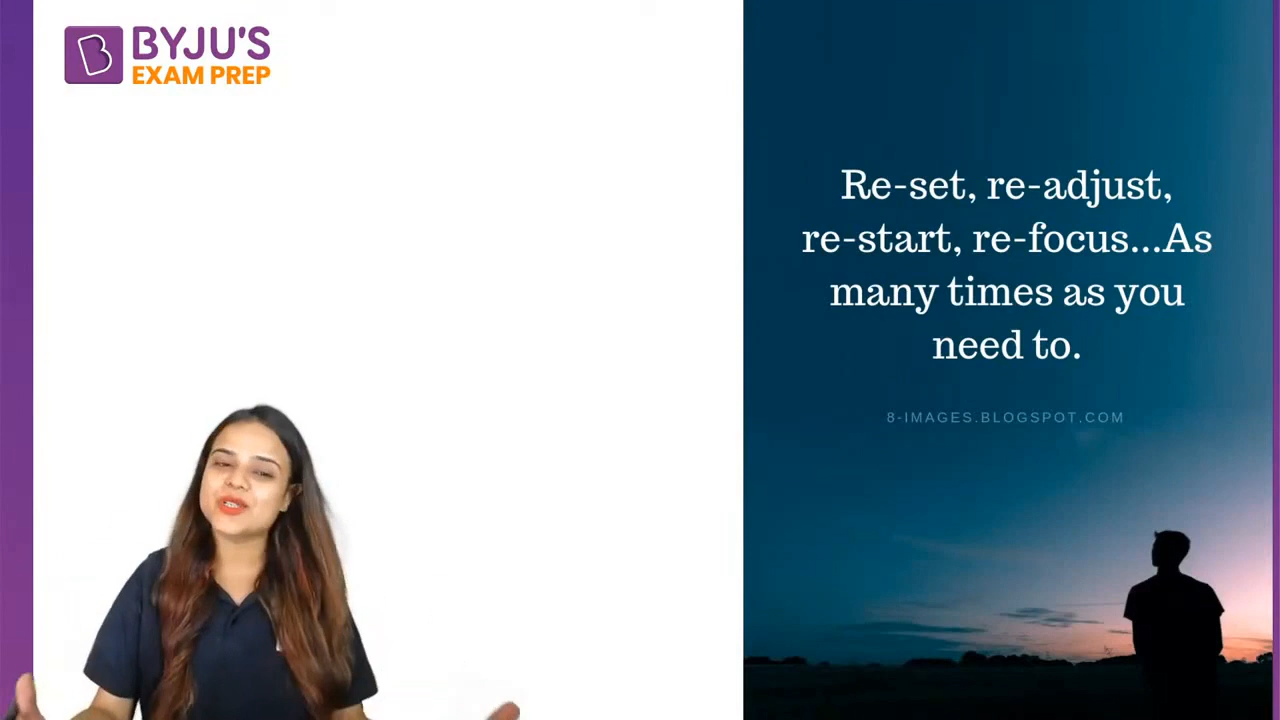 BYJU'S
EXAM PREP
Re-set, re-adjust,
re-start, re-focus...As
many times as you
need to.
8-IMAGES.BLOGSPOT.COM